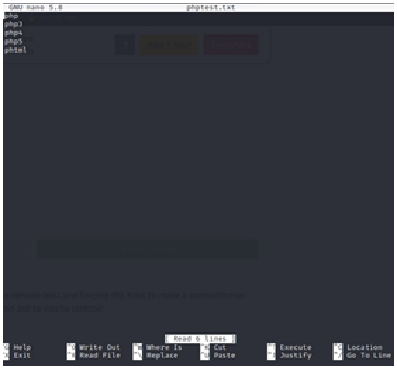 GNU nano 5.8 phptest.txt
php
php3
php4
php5
phtml
[ Read 6 lines ]
^G Help ^O Write Out ^W Where Is ^K Cut ^T Execute ^C Location
^X Exit ^R Read File ^\ Replace ^U Paste ^J Justify ^/ Go To Line